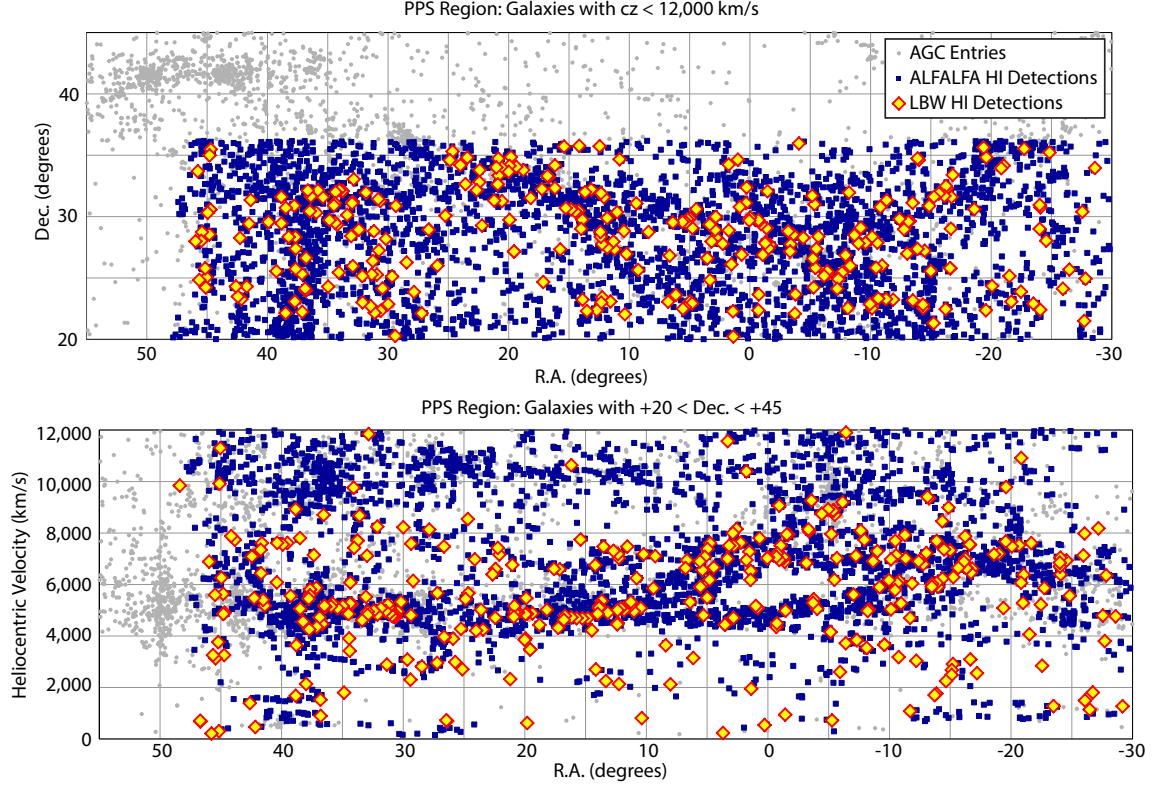 PPS Region: Galaxies with cz < 12,000 km/s
AGC Entries
ALFALFA HI Detections
LBW HI Detections
Dec. (degrees)
40
30
20
50 40 30 20 10 0 -10 -20 -30
R.A. (degrees)
PPS Region: Galaxies with +20 < Dec. < +45
Heliocentric Velocity (km/s)
12,000
10,000
8,000
6,000
4,000
2,000
0
50 40 30 20 10 0 -10 -20 -30
R.A. (degrees)